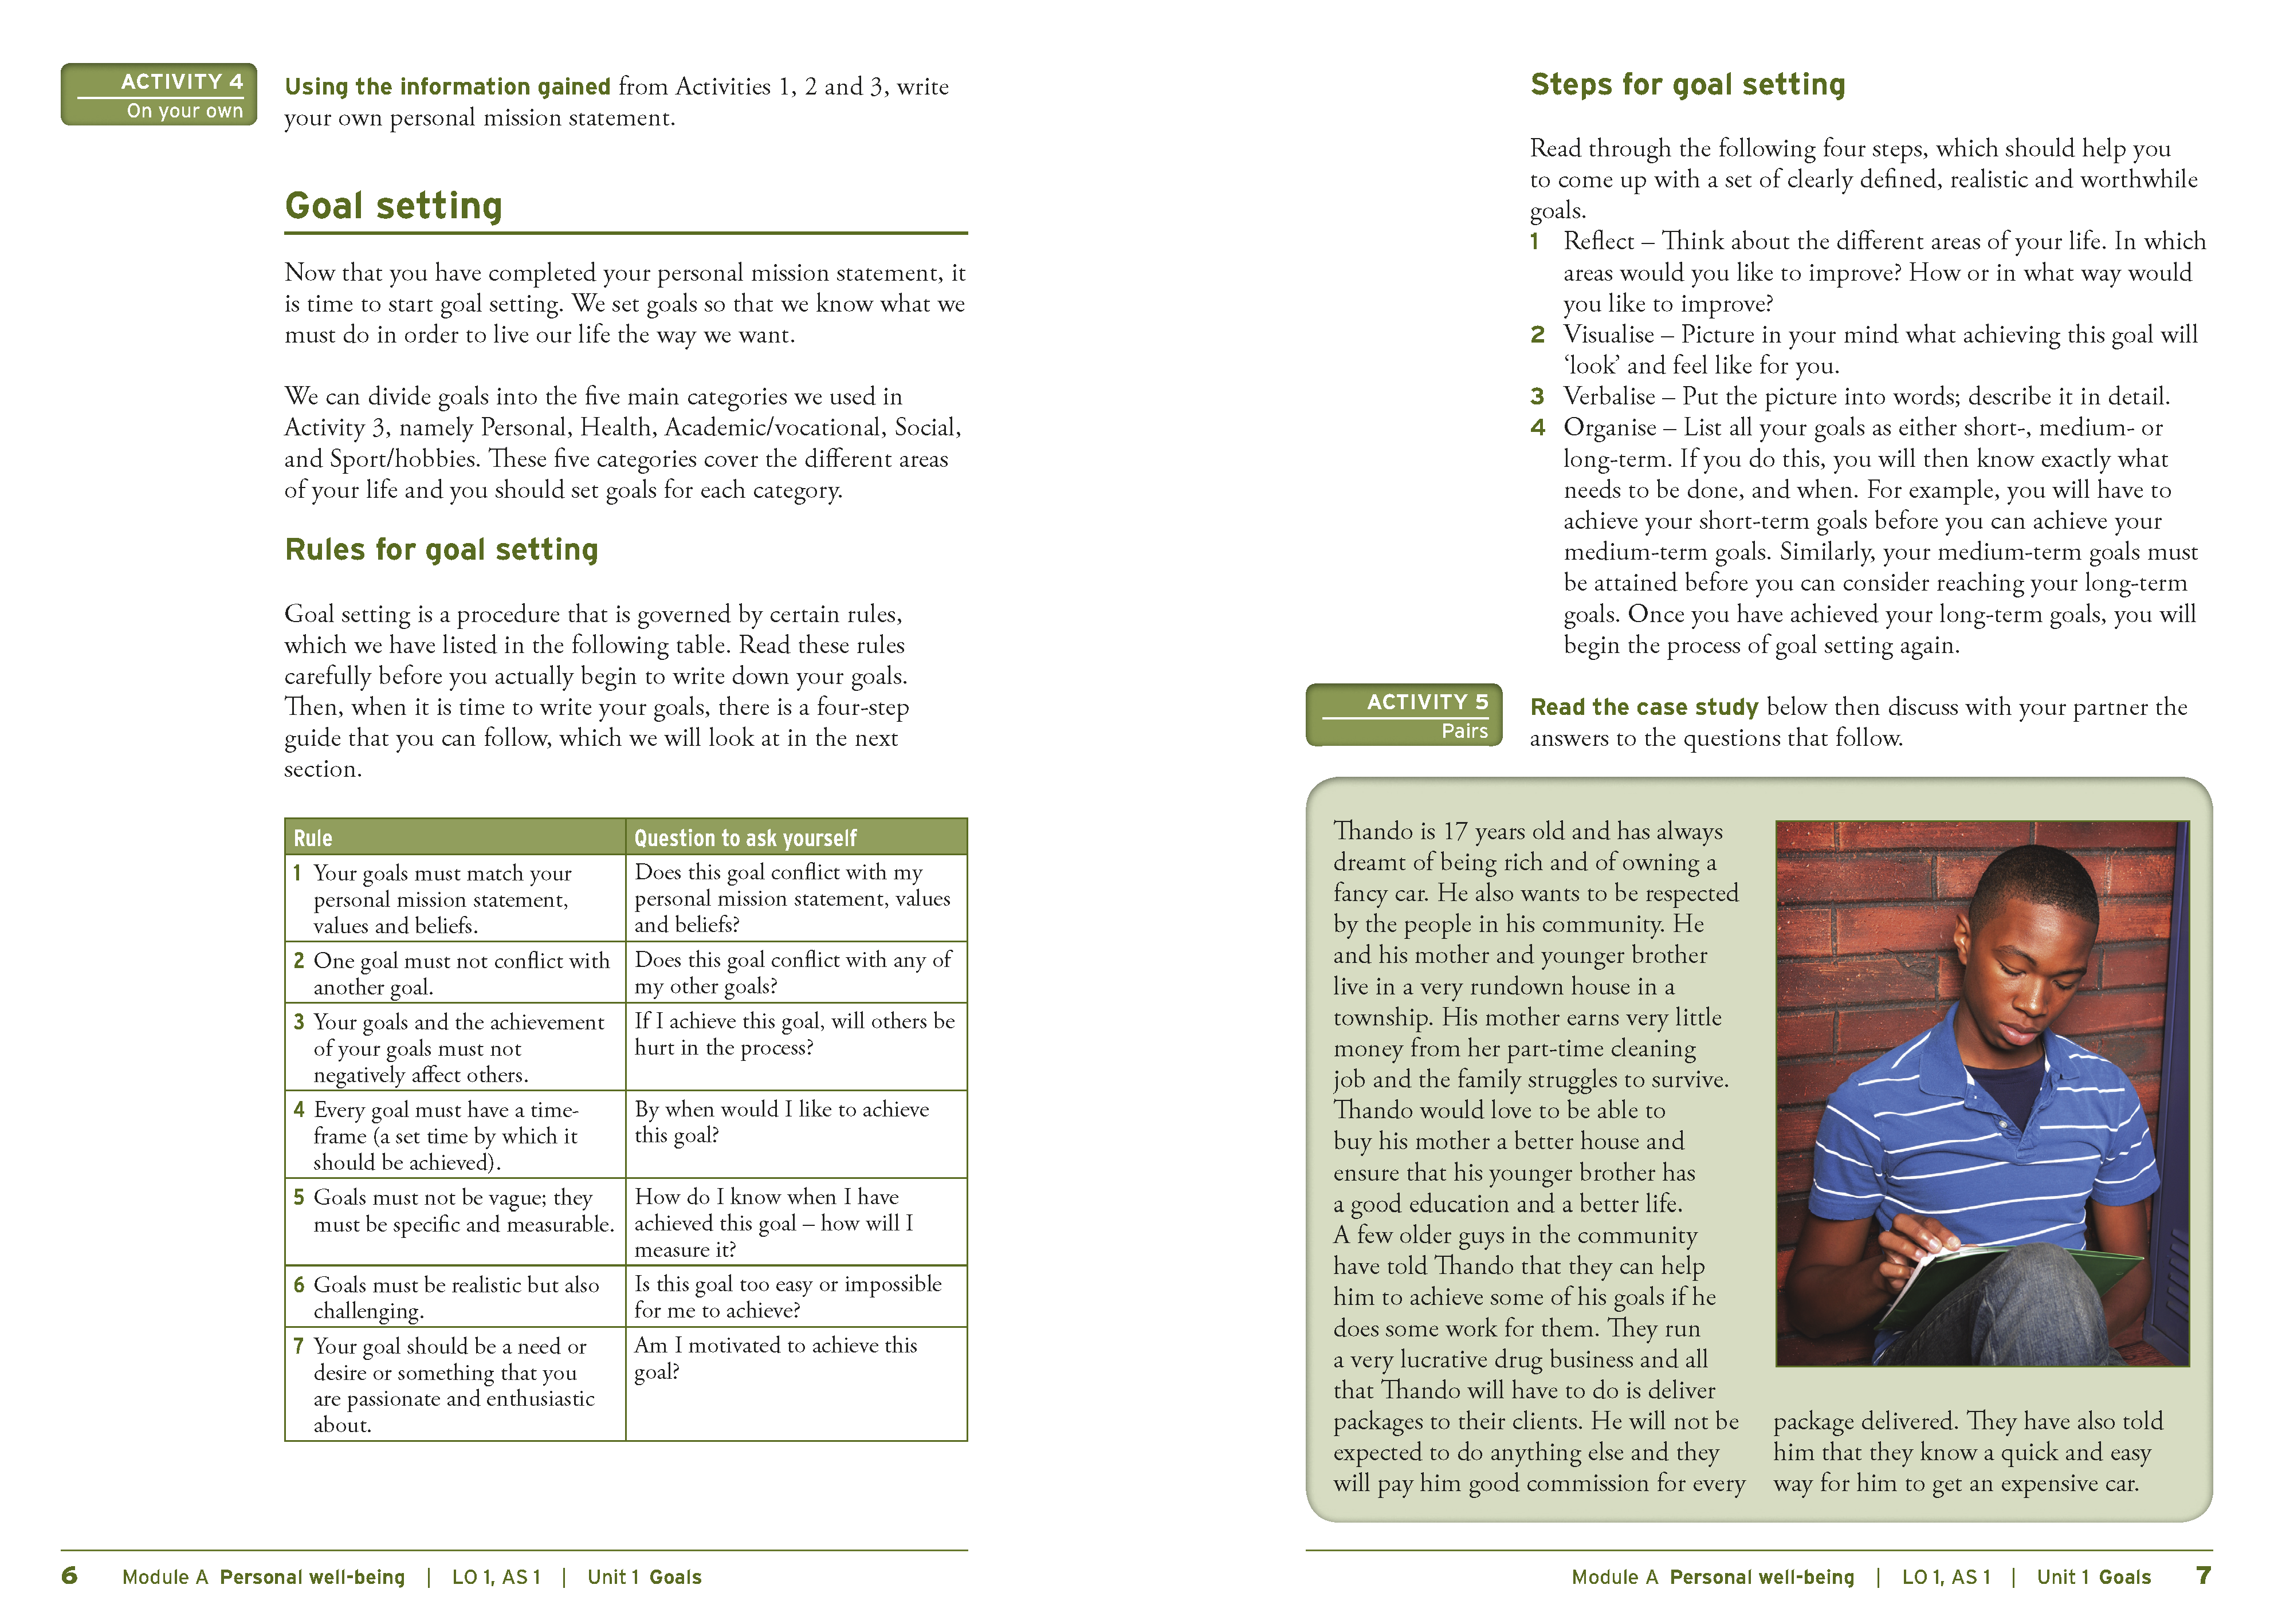 ACTIVITY 4
On your own
Using the information gained from Activities 1, 2 and 3, write
your own personal mission statement.
Goal setting
Now that you have completed your personal mission statement, it
is time to start goal setting. We set goals so that we know what we
must do in order to live our life the way we want.
We can divide goals into the five main categories we used in
Activity 3, namely Personal, Health, Academic/vocational, Social,
and Sport/hobbies. These five categories cover the different areas
of your life and you should set goals for each category.
Rules for goal setting
Goal setting is a procedure that is governed by certain rules,
which we have listed in the following table. Read these rules
carefully before you actually begin to write down your goals.
Then, when it is time to write your goals, there is a four-step
guide that you can follow, which we will look at in the next
section.
Rule
Question to ask yourself
1 Your goals must match your
personal mission statement,
values and beliefs.
Does this goal conflict with my
personal mission statement, values
and beliefs?
2 One goal must not conflict with
another goal.
Does this goal conflict with any of
my other goals?
3 Your goals and the achievement
of your goals must not
negatively affect others.
If I achieve this goal, will others be
hurt in the process?
4 Every goal must have a time-
frame (a set time by which it
should be achieved).
By when would I like to achieve
this goal?
5 Goals must not be vague; they
must be specific and measurable.
How do I know when I have
achieved this goal – how will I
measure it?
6 Goals must be realistic but also
challenging.
Is this goal too easy or impossible
for me to achieve?
7 Your goal should be a need or
desire or something that you
are passionate and enthusiastic
about.
Am I motivated to achieve this
goal?
6 Module A Personal well-being | LO 1, AS 1 | Unit 1 Goals
Steps for goal setting
Read through the following four steps, which should help you
to come up with a set of clearly defined, realistic and worthwhile
goals.
1 Reflect – Think about the different areas of your life. In which
areas would you like to improve? How or in what way would
you like to improve?
2 Visualise – Picture in your mind what achieving this goal will
‘look’ and feel like for you.
3 Verbalise – Put the picture into words; describe it in detail.
4 Organise – List all your goals as either short-, medium- or
long-term. If you do this, you will then know exactly what
needs to be done, and when. For example, you will have to
achieve your short-term goals before you can achieve your
medium-term goals. Similarly, your medium-term goals must
be attained before you can consider reaching your long-term
goals. Once you have achieved your long-term goals, you will
begin the process of goal setting again.
ACTIVITY 5
Pairs
Read the case study below then discuss with your partner the
answers to the questions that follow.
Thando is 17 years old and has always
dreamt of being rich and of owning a
fancy car. He also wants to be respected
by the people in his community. He
and his mother and younger brother
live in a very rundown house in a
township. His mother earns very little
money from her part-time cleaning
job and the family struggles to survive.
Thando would love to be able to
buy his mother a better house and
ensure that his younger brother has
a good education and a better life.
A few older guys in the community
have told Thando that they can help
him to achieve some of his goals if he
does some work for them. They run
a very lucrative drug business and all
that Thando will have to do is deliver
packages to their clients. He will not be
expected to do anything else and they
will pay him good commission for every
package delivered. They have also told
him that they know a quick and easy
way for him to get an expensive car.
Module A Personal well-being | LO 1, AS 1 | Unit 1 Goals 7